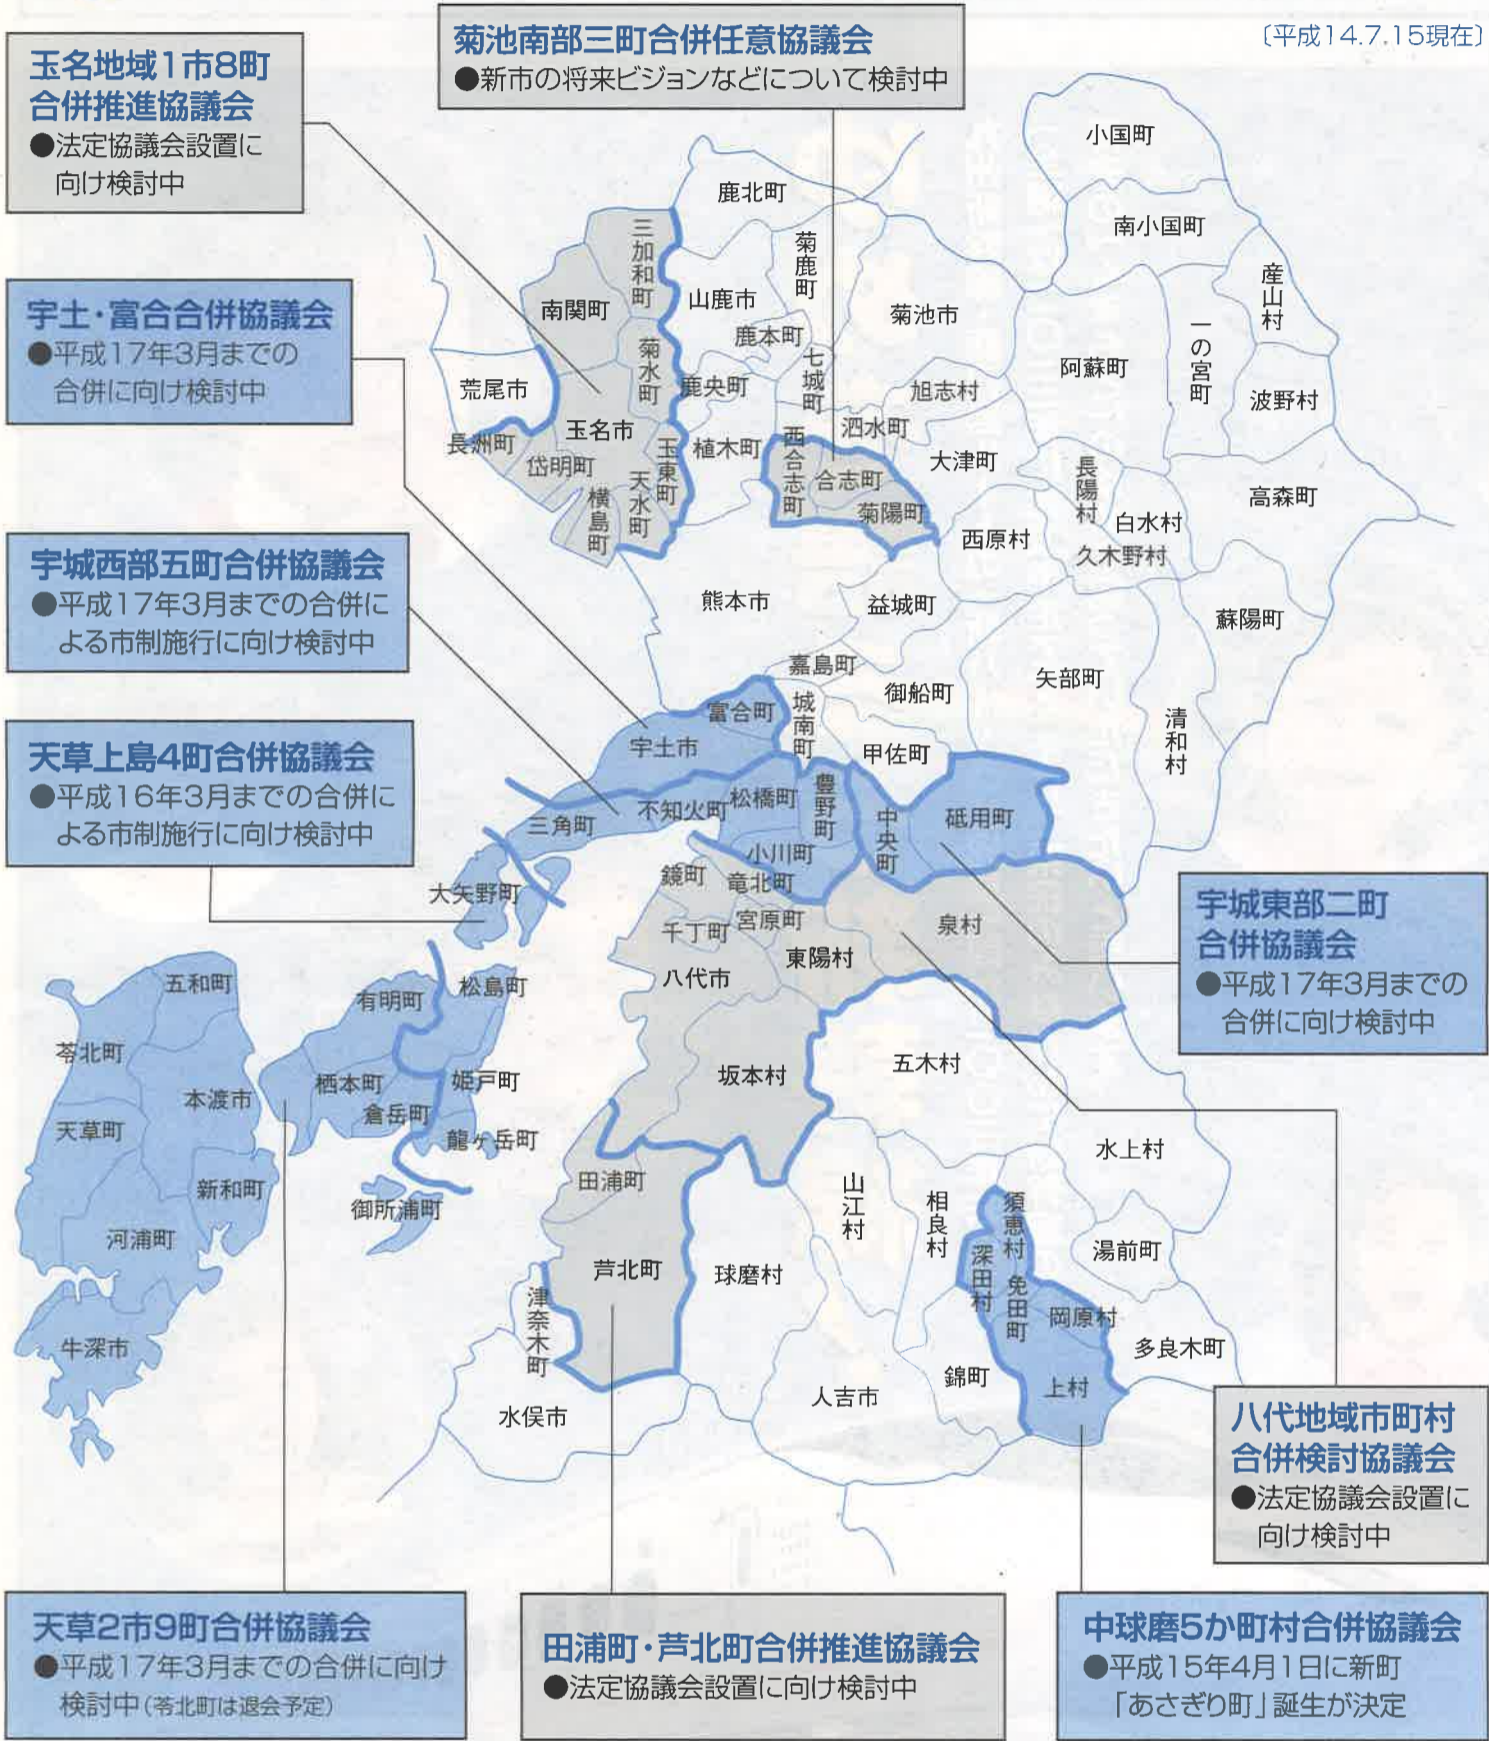 〔平成14.7.15現在〕
玉名地域1市8町
合併推進協議会
●法定協議会設置に
向け検討中
菊池南部三町合併任意協議会
●新市の将来ビジョンなどについて検討中
宇土・富合合併協議会
●平成17年3月までの
合併に向け検討中
宇城西部五町合併協議会
●平成17年3月までの合併に
よる市制施行に向け検討中
天草上島4町合併協議会
●平成16年3月までの合併に
よる市制施行に向け検討中
小国町
南小国町
産山村
一の宮町
阿蘇町
波野村
鹿北町
菊鹿町
山鹿市
鹿本町
菊池市
七城町
旭志村
鹿央町
泗水町
植木町
西合志町
合志町
菊陽町
大津町
長陽村
白水村
久木野村
高森町
西原村
三加和町
南関町
菊水町
荒尾市
玉名市
長洲町
岱明町
玉東町
天水町
横島町
熊本市
益城町
蘇陽町
嘉島町
御船町
矢部町
清和村
富合町
城南町
宇土市
甲佐町
松橋町
豊野町
不知火町
三角町
小川町
中央町
砥用町
大矢野町
鏡町
竜北町
宮原町
千丁町
東陽村
泉村
八代市
坂本村
五和町
有明町
松島町
苓北町
本渡市
栖本町
姫戸町
倉岳町
天草町
龍ヶ岳町
新和町
御所浦町
河浦町
牛深市
五木村
水上村
山江村
相良村
須恵村
湯前町
深田村
免田町
岡原村
多良木町
上村
錦町
人吉市
球磨村
田浦町
芦北町
津奈木町
水俣市
宇城東部二町
合併協議会
●平成17年3月までの
合併に向け検討中
八代地域市町村
合併検討協議会
●法定協議会設置に
向け検討中
天草2市9町合併協議会
●平成17年3月までの合併に向け
検討中(苓北町は退会予定)
田浦町・芦北町合併推進協議会
●法定協議会設置に向け検討中
中球磨5か町村合併協議会
●平成15年4月1日に新町
「あさぎり町」誕生が決定